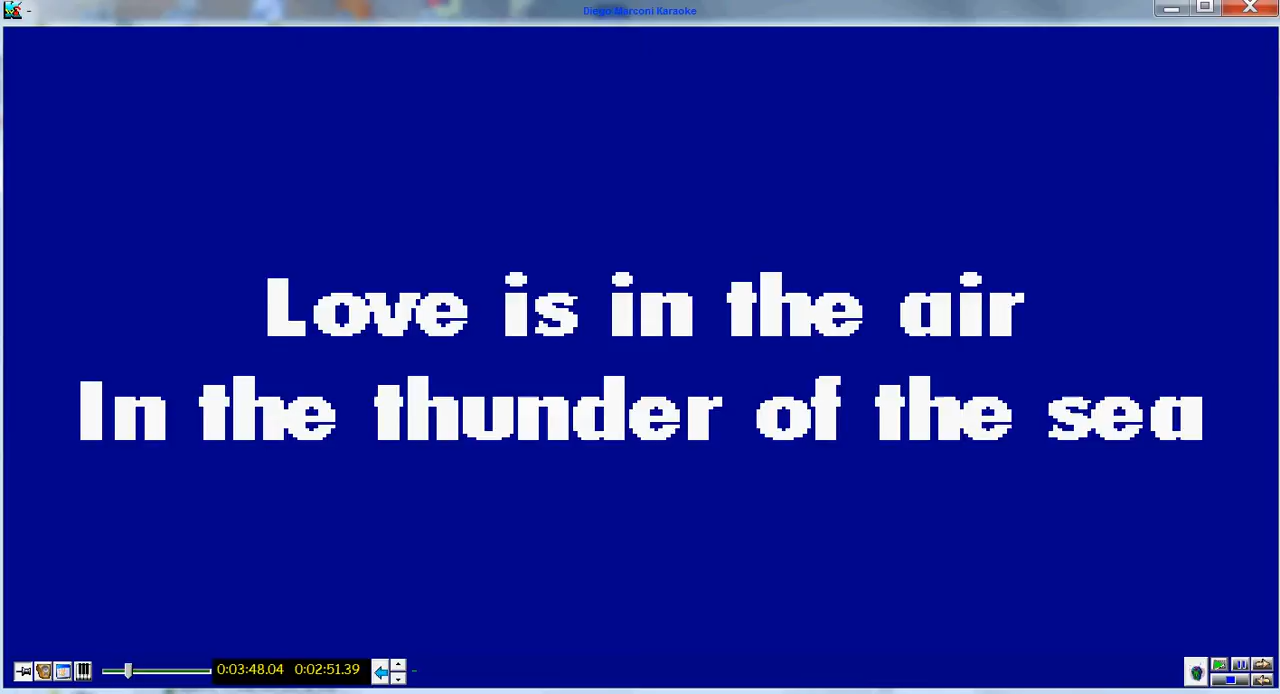 Diego Marconi Karaoke
Love is in the air
In the thunder of the sea
0:03:48.04 0:02:51.39